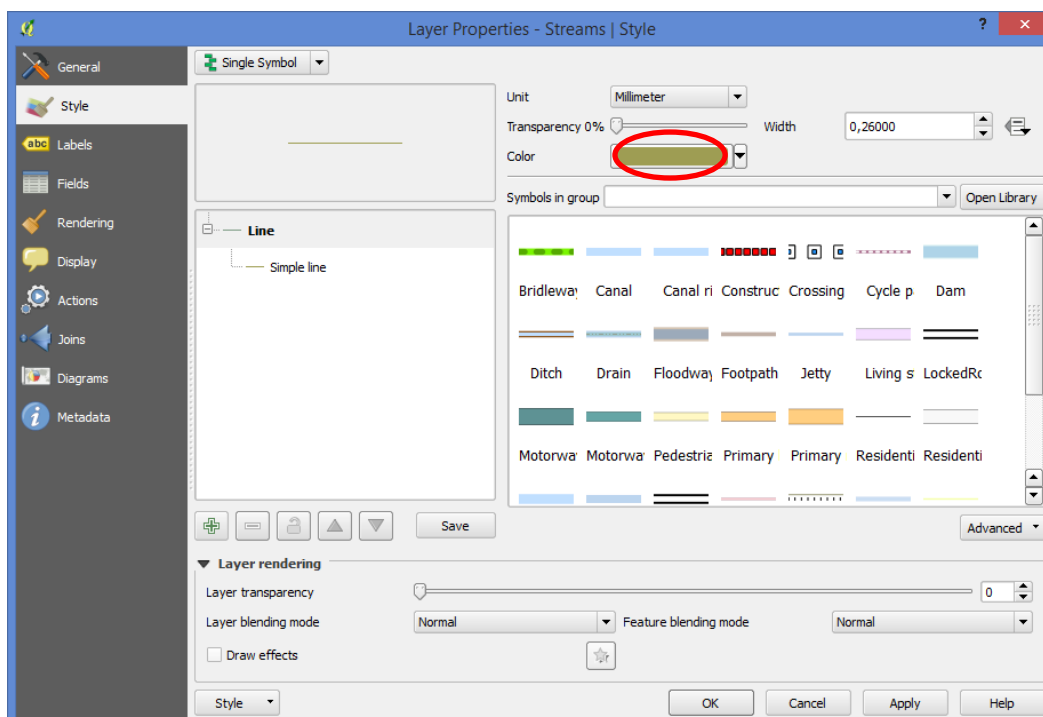 Layer Properties - Streams | Style
?
×
General
Style
abc Labels
Fields
Rendering
Display
Actions
Joins
Diagrams
Metadata
Single Symbol
Unit
Millimeter
Transparency 0%
Width
0,26000
Color
Symbols in group
Open Library
Line
Simple line
Bridleway Canal Canal ri Construc Crossing Cycle p Dam
Ditch Drain Floodway Footpath Jetty Living s LockedRo
Motorwa Motorwa Pedestria Primary Primary Residenti Residenti
Save
Advanced
Layer rendering
Layer transparency
0
Layer blending mode
Normal
Feature blending mode
Normal
Draw effects
Style
OK
Cancel
Apply
Help